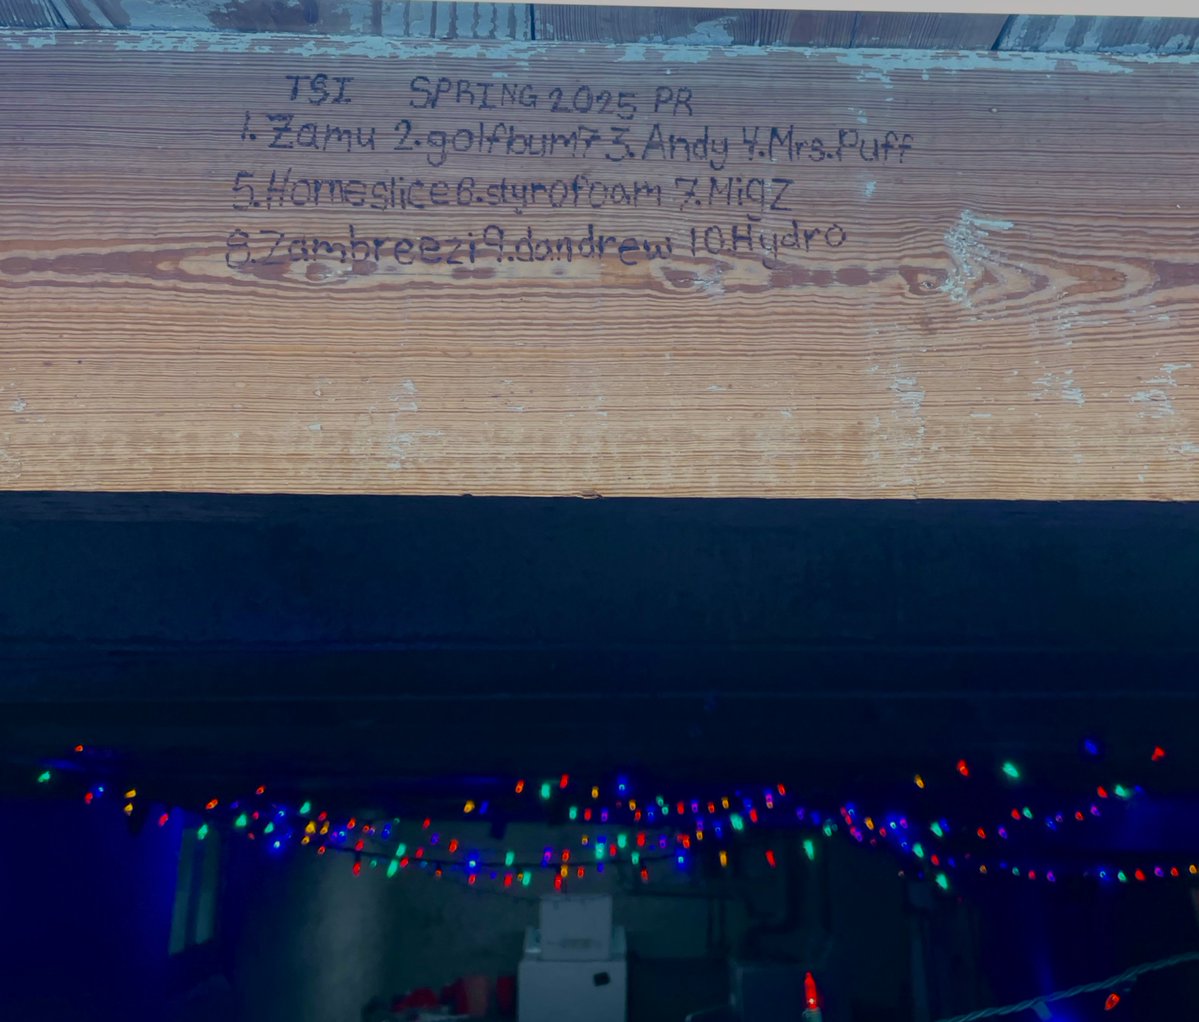 TSI SPRING 2025 PR
1. Zamu 2. golfbum7 3. Andy 4. Mrs. Puff
5. Homeslice 6. styrofoam 7. MiqZ
8. Zambreezi 9. dandrew 10. Hydro